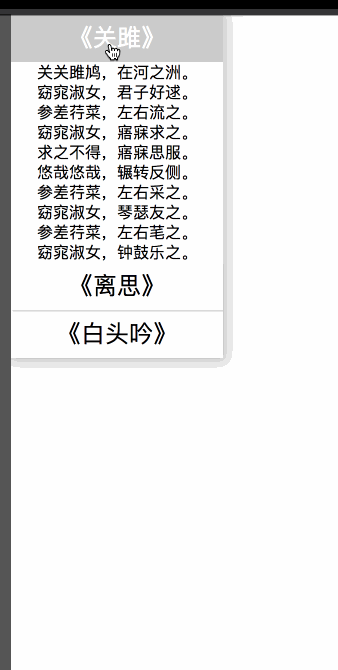 《关雎》
关关雎鸠，在河之洲。
窈窕淑女，君子好逑。
参差荇菜，左右流之。
窈窕淑女，寤寐求之。
求之不得，寤寐思服。
悠哉悠哉，辗转反侧。
参差荇菜，左右采之。
窈窕淑女，琴瑟友之。
参差荇菜，左右芼之。
窈窕淑女，钟鼓乐之。
《离思》
《白头吟》